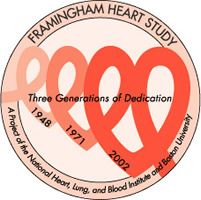 FRAMINGHAM HEART STUDY
Three Generations of Dedication
1948
1971
2002
A Project of the National Heart, Lung, and Blood Institute and Boston University